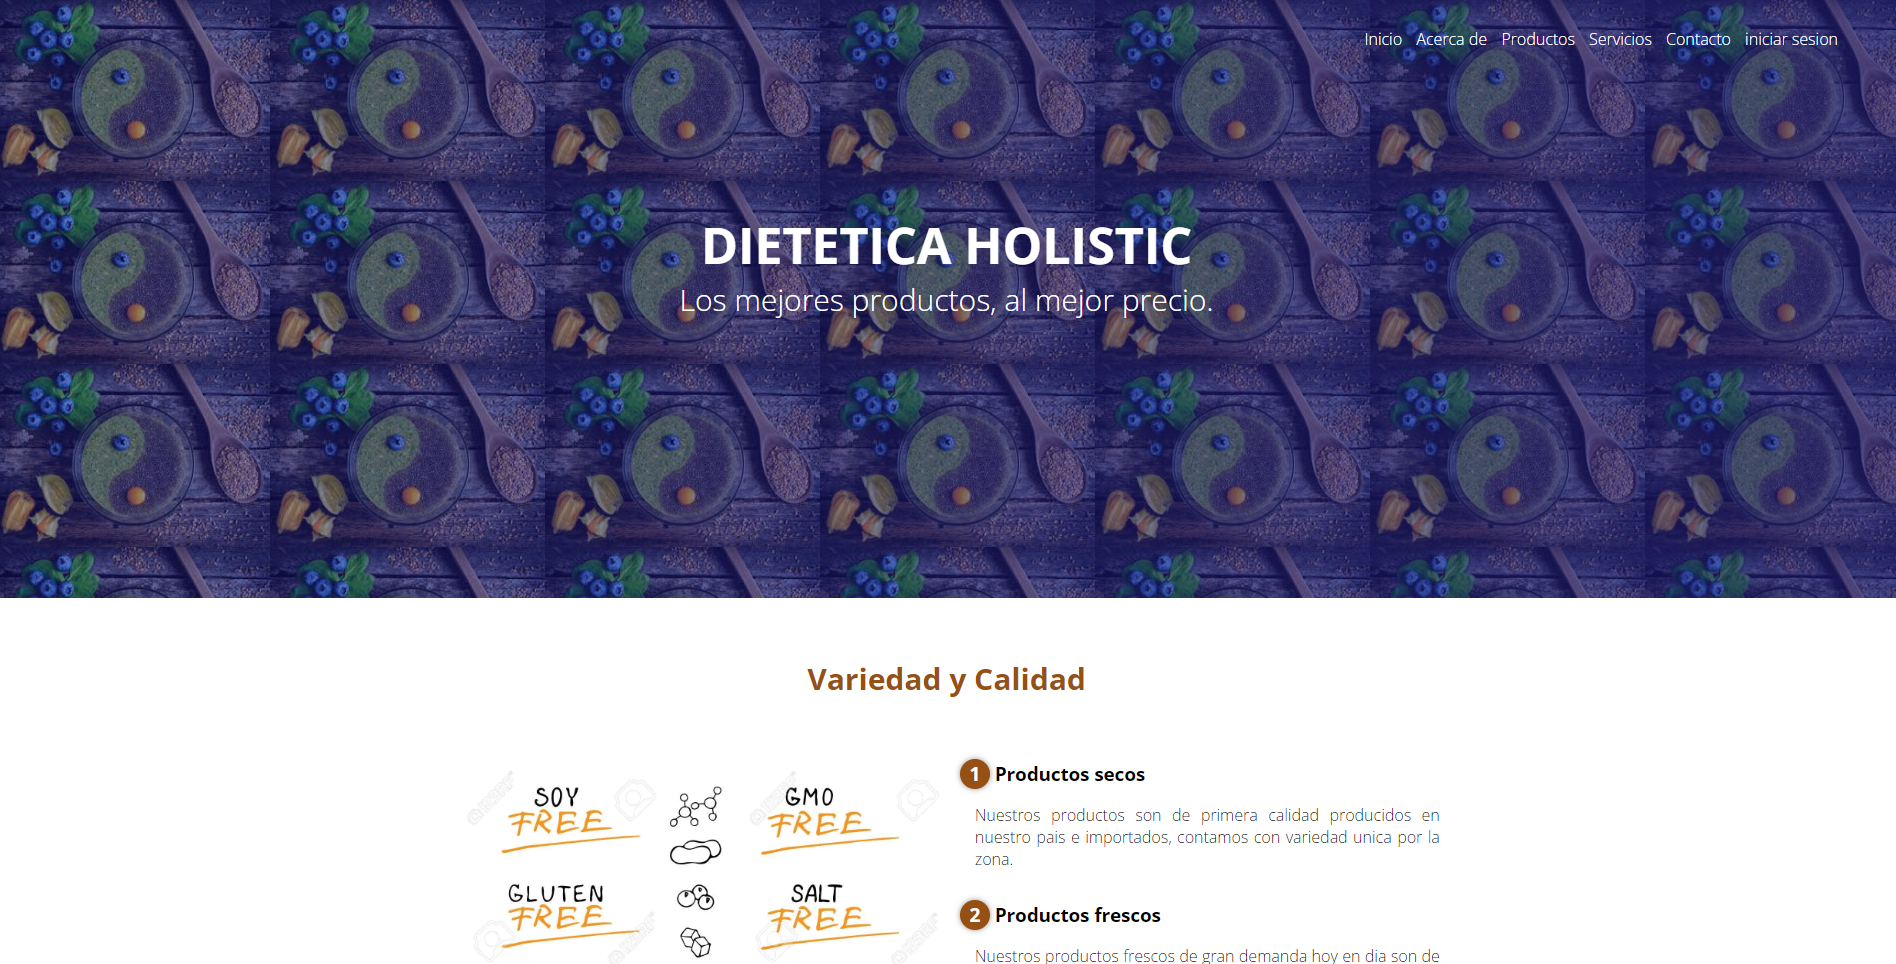 Inicio Acerca de Productos Servicios Contacto iniciar sesion
DIETETICA HOLISTIC
Los mejores productos, al mejor precio.
Variedad y Calidad
SOY
FREE
GMO
FREE
GLUTEN
FREE
SALT
FREE
1 Productos secos
Nuestros productos son de primera calidad producidos en
nuestro pais e importados, contamos con variedad unica por la
zona.
2 Productos frescos
Nuestros productos frescos de gran demanda hoy en dia son de